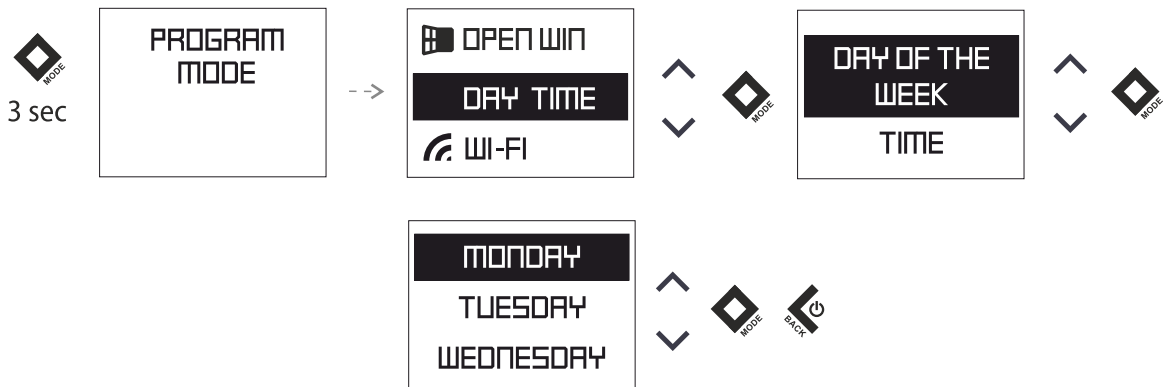 MODE
3 sec
PROGRAM
MODE
OPEN WIN
DAY TIME
WI-FI
MODE
DAY OF THE
WEEK
TIME
MODE
MONDAY
TUESDAY
WEDNESDAY
MODE
BACK